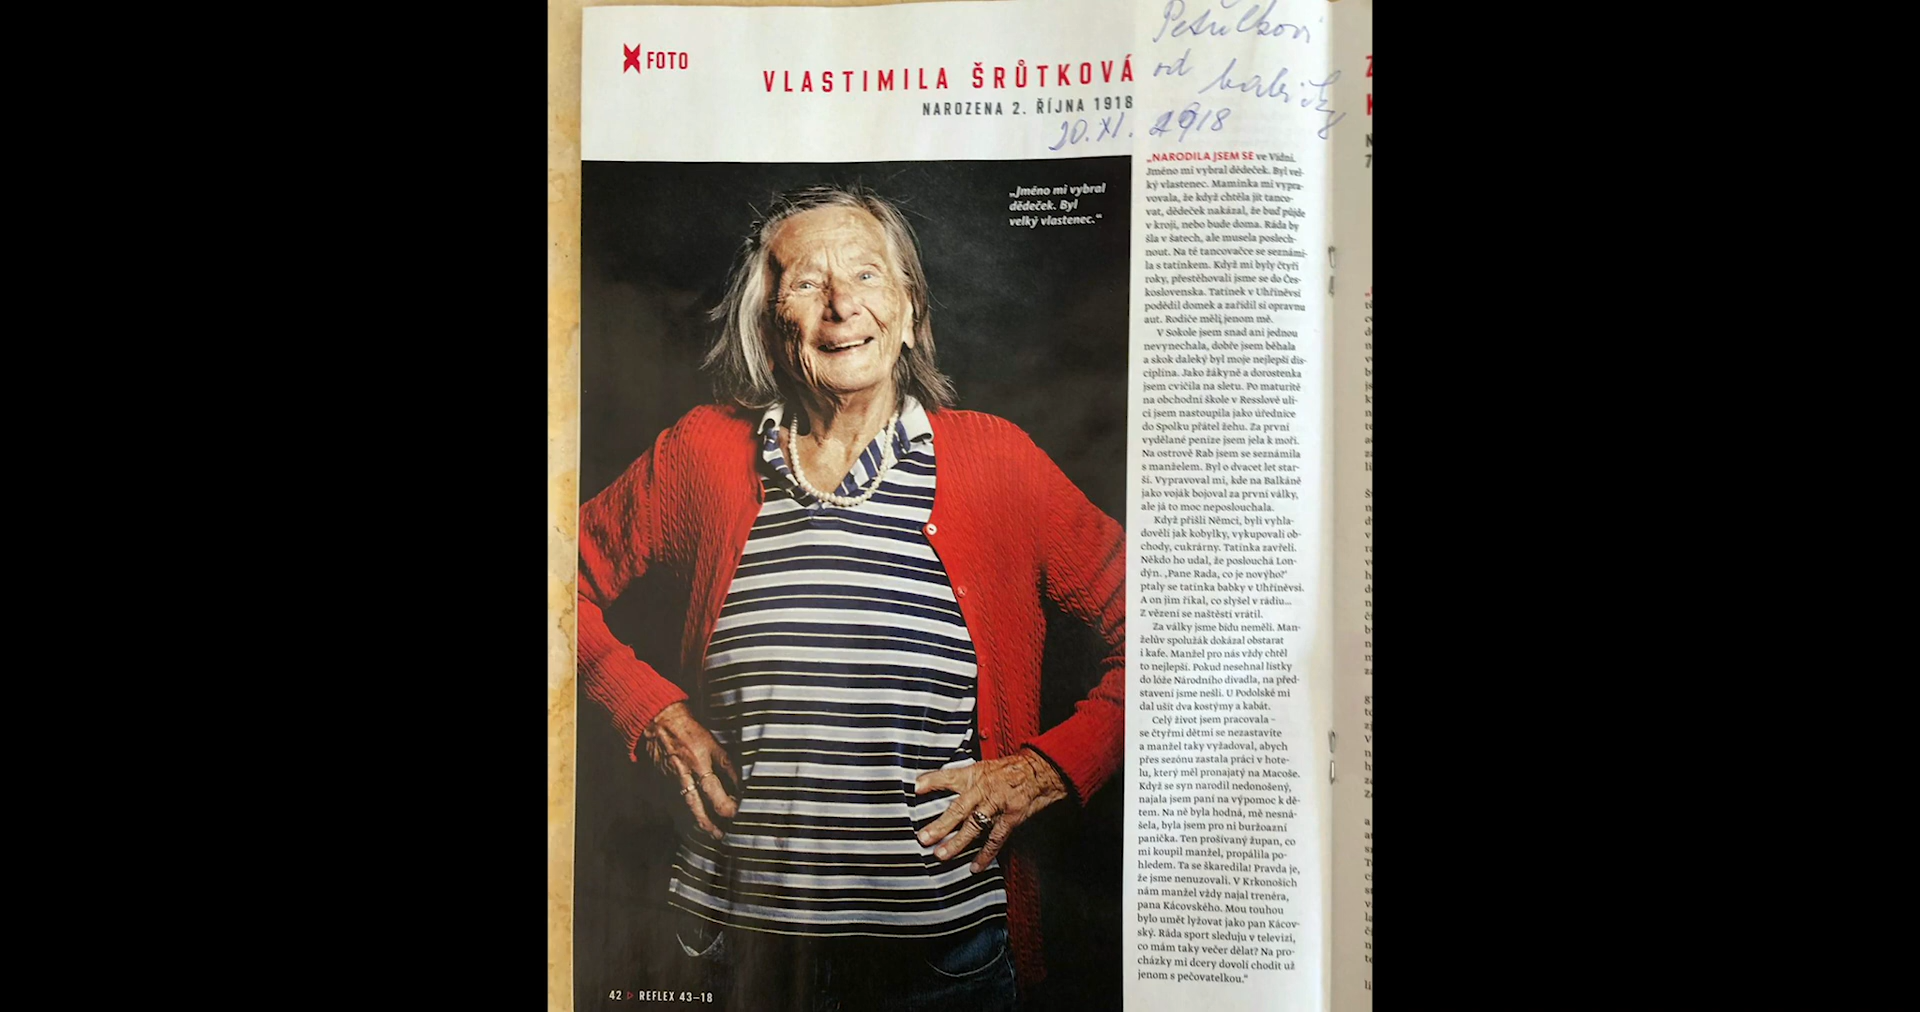 FOTO
VLASTIMILA ŠRŮTKOVÁ
NAROZENA 2. ŘÍJNA 1918
Petříčkovi
od babičky
20. XI. 2018
„Jméno mi vybral
dědeček. Byl
velký vlastenec.“
„NARODILA JSEM SE ve Vídni.
Jméno mi vybral dědeček. Byl vel-
ký vlastenec. Maminka mi vypra-
vovala, že když chtěla jít tanco-
vat, dědeček nakázal, že buď půjde
v kroji, nebo bude doma. Ráda by
šla v šatech, ale musela poslech-
nout. Na té tancovačce se seznámi-
la s tatínkem. Když mi byly čtyři
roky, přestěhovali jsme se do Čes-
koslovenska. Tatínek v Uhříněvsi
podědil domek a zařídil si opravnu
aut. Rodiče měli jenom mě.
V Sokole jsem snad ani jednou
nevynechala, dobře jsem běhala
a skok daleký byl moje nejlepší dis-
ciplína. Jako žákyně a dorostenka
jsem cvičila na sletu. Po maturitě
na obchodní škole v Resslově uli-
ci jsem nastoupila jako úřednice
do Spolku přátel žehu. Za první
vydělané peníze jsem jela k moři.
Na ostrově Rab jsem se seznámila
s manželem. Byl o dvacet let star-
ší. Vypravoval mi, kde na Balkáně
jako voják bojoval za první války,
ale já to moc neposlouchala.
Když přišli Němci, byli vyhla-
dovělí jak kobylky, vykupovali ob-
chody, cukrárny. Tatínka zavřeli.
Někdo ho udal, že poslouchá Lon-
dýn. ‚Pane Rada, co je novýho?‘
ptaly se tatínka babky v Uhříněvsi.
A on jim říkal, co slyšel v rádiu…
Z vězení se naštěstí vrátil.
Za války jsme bídu neměli. Man-
želův spolužák dokázal obstarat
i kafe. Manžel pro nás vždy chtěl
to nejlepší. Pokud nesehnal lístky
do lóže Národního divadla, na před-
stavení jsme nešli. U Podolské mi
dal ušít dva kostýmy a kabát.
Celý život jsem pracovala –
se čtyřmi dětmi se nezastavíte
a manžel taky vyžadoval, abych
přes sezónu zastala práci v hote-
lu, který měl pronajatý na Macoše.
Když se syn narodil nedonošený,
najala jsem paní na výpomoc k dě-
tem. Na ně byla hodná, mě nesná-
šela, byla jsem pro ni buržoazní
panička. Ten prošívaný župan, co
mi koupil manžel, propálila po-
hledem. Ta se škaredila! Pravda je,
že jsme nenuzovali. V Krkonoších
nám manžel vždy najal trenéra,
pana Kácovského. Mou touhou
bylo umět lyžovat jako pan Kácov-
ský. Ráda sport sleduju v televizi,
co mám taky večer dělat? Na pro-
cházky mi dcery dovolí chodit už
jenom s pečovatelkou.“
42 ▷ REFLEX 43–18